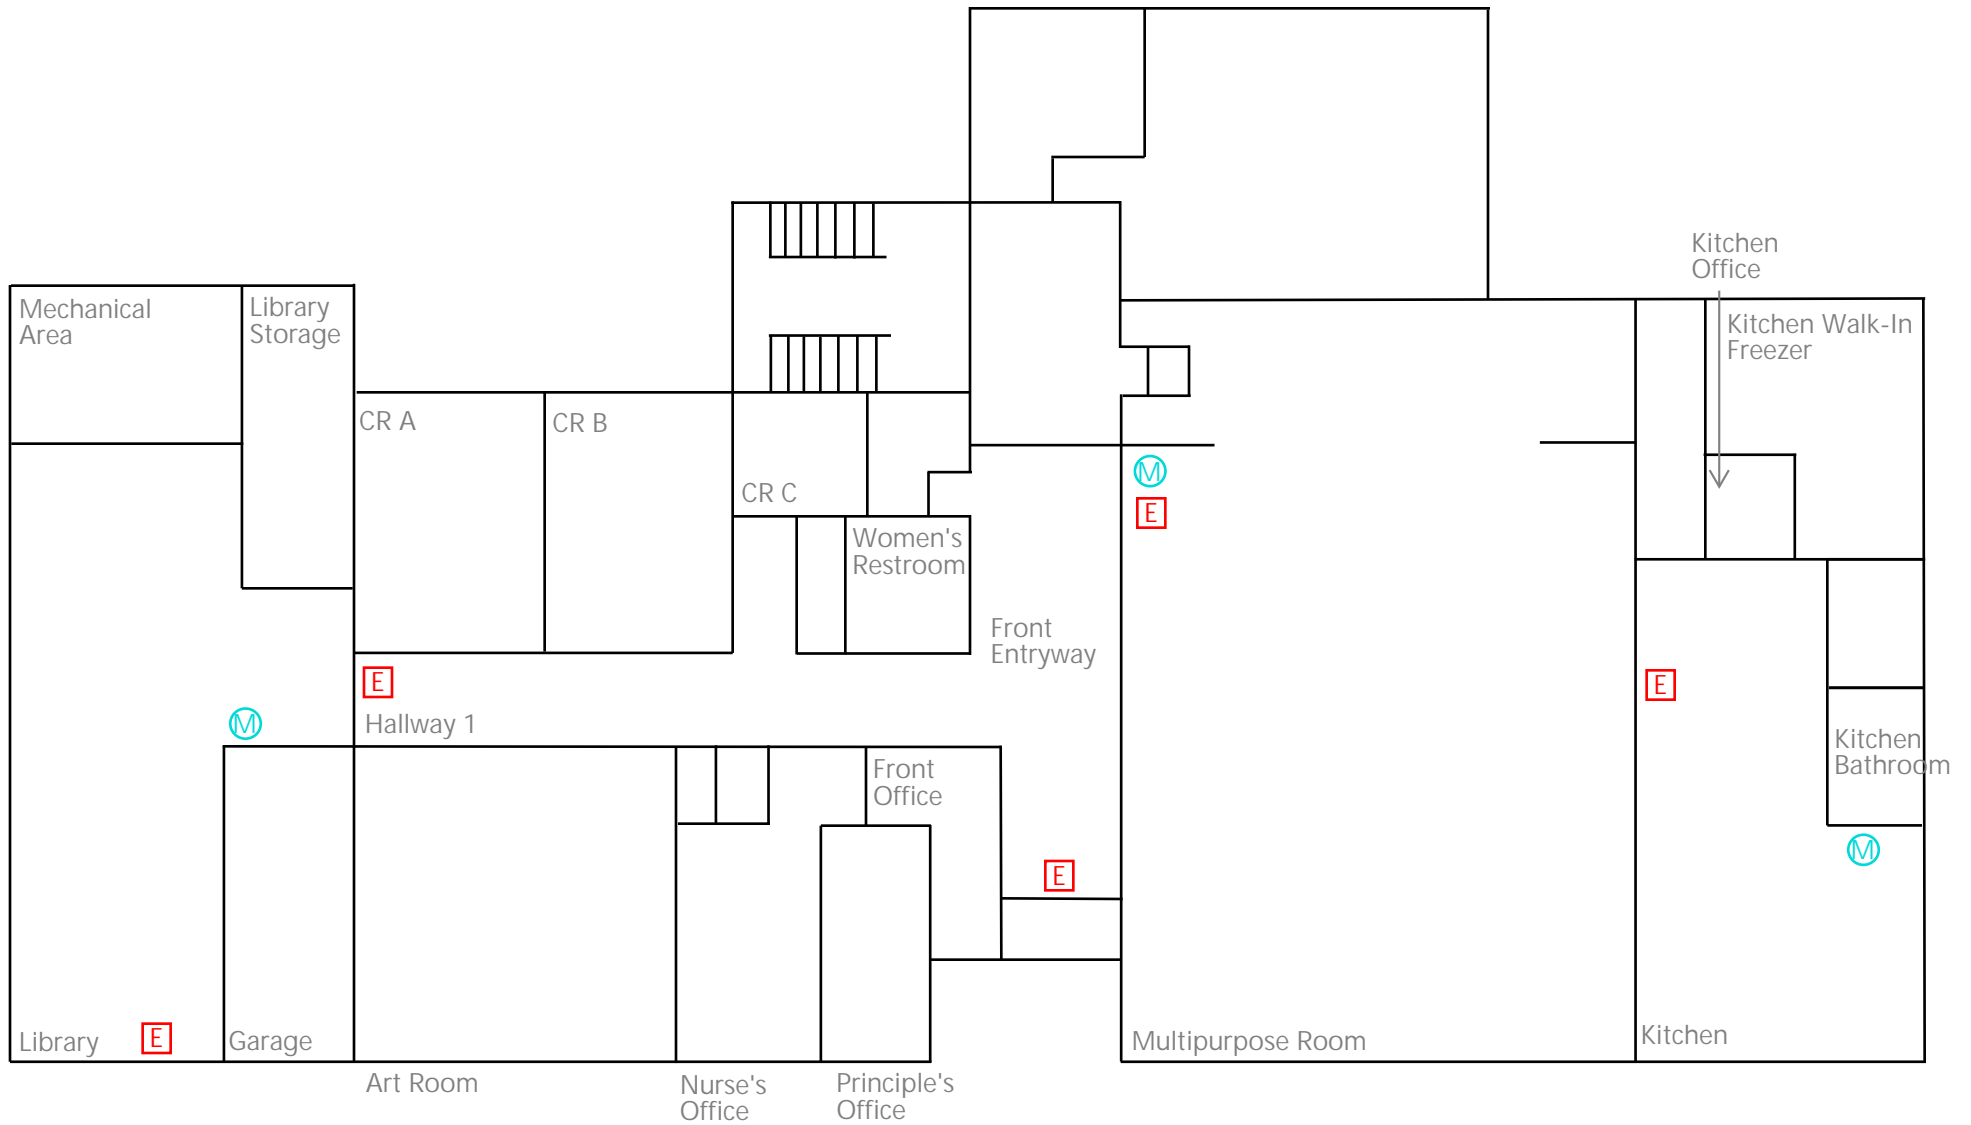 Kitchen
Office
Mechanical
Area
Library
Storage
Kitchen Walk-In
Freezer
CR A
CR B
CR C
M
E
Women's
Restroom
Front
Entryway
E
E
M
Hallway 1
Kitchen
Bathroom
Front
Office
M
E
Library
E
Garage
Multipurpose Room
Kitchen
Art Room
Nurse's
Office
Principle's
Office